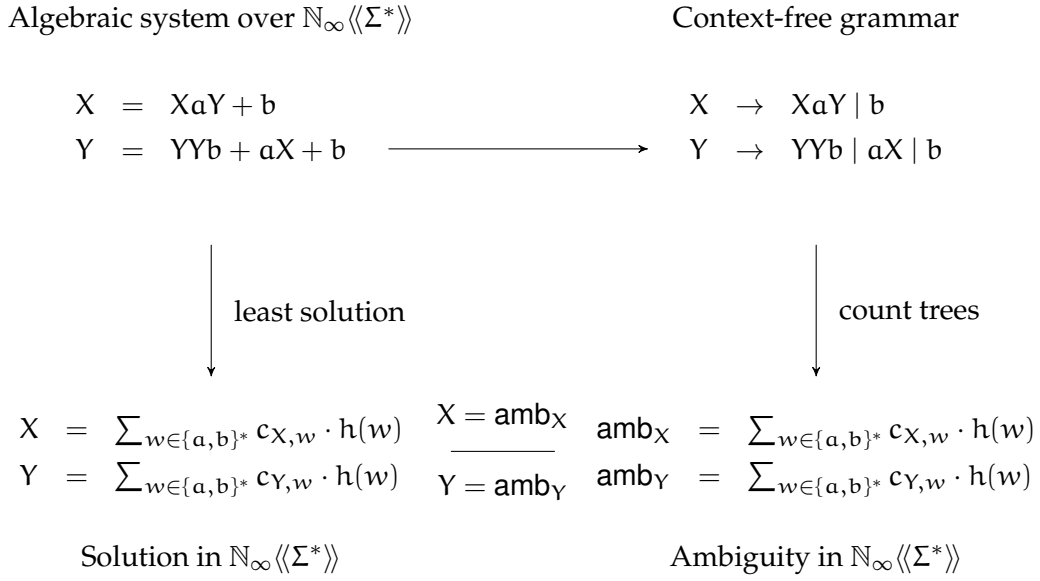 Algebraic system over ℕ∞⟨⟨Σ*⟩⟩
Context-free grammar
X = XaY + b
Y = YYb + aX + b
X → XaY | b
Y → YYb | aX | b
least solution
count trees
X = ∑w∈{a,b}* cX,w · h(w)
Y = ∑w∈{a,b}* cY,w · h(w)
X = ambX
Y = ambY
ambX = ∑w∈{a,b}* cX,w · h(w)
ambY = ∑w∈{a,b}* cY,w · h(w)
Solution in ℕ∞⟨⟨Σ*⟩⟩
Ambiguity in ℕ∞⟨⟨Σ*⟩⟩